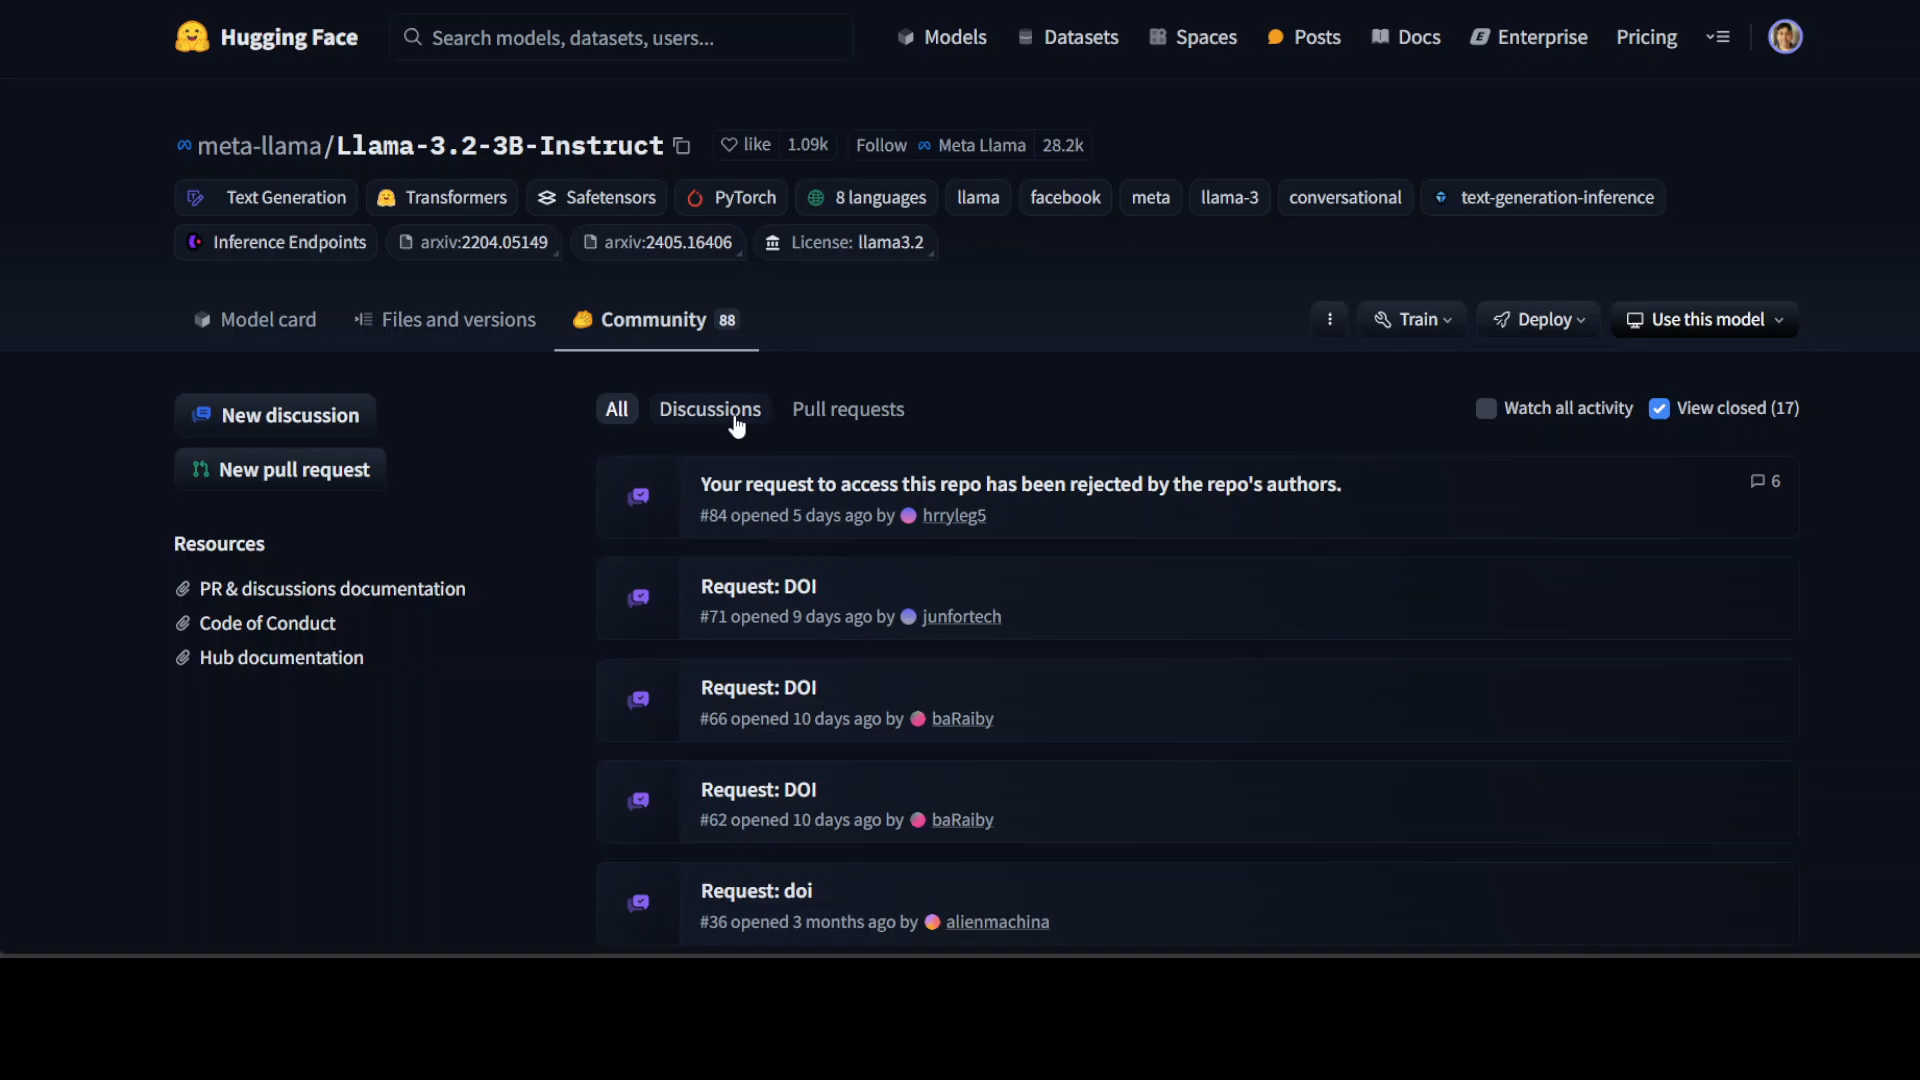 Hugging Face
Search models, datasets, users...
Models
Datasets
Spaces
Posts
Docs
Enterprise
Pricing
meta-llama/Llama-3.2-3B-Instruct
like 1.09k
Follow Meta Llama 28.2k
Text Generation
Transformers
Safetensors
PyTorch
8 languages
llama
facebook
meta
llama-3
conversational
text-generation-inference
Inference Endpoints
arxiv:2204.05149
arxiv:2405.16406
License: llama3.2
Model card
Files and versions
Community 88
Train
Deploy
Use this model
New discussion
New pull request
Resources
PR & discussions documentation
Code of Conduct
Hub documentation
All
Discussions
Pull requests
Watch all activity
View closed (17)
Your request to access this repo has been rejected by the repo's authors.
6
#84 opened 5 days ago by hrryleg5
Request: DOI
#71 opened 9 days ago by junfortech
Request: DOI
#66 opened 10 days ago by baRaiby
Request: DOI
#62 opened 10 days ago by baRaiby
Request: doi
#36 opened 3 months ago by alienmachina